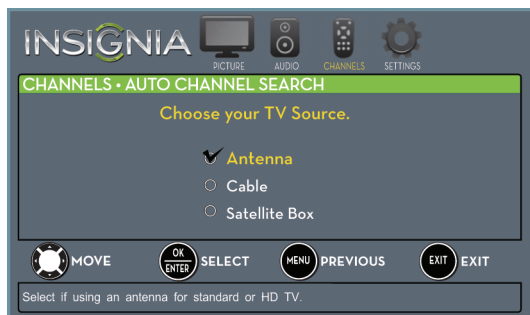 INSIGNIA
PICTURE AUDIO CHANNELS SETTINGS
CHANNELS • AUTO CHANNEL SEARCH
Choose your TV Source.
Antenna
Cable
Satellite Box
MOVE OK ENTER SELECT MENU PREVIOUS EXIT EXIT
Select if using an antenna for standard or HD TV.